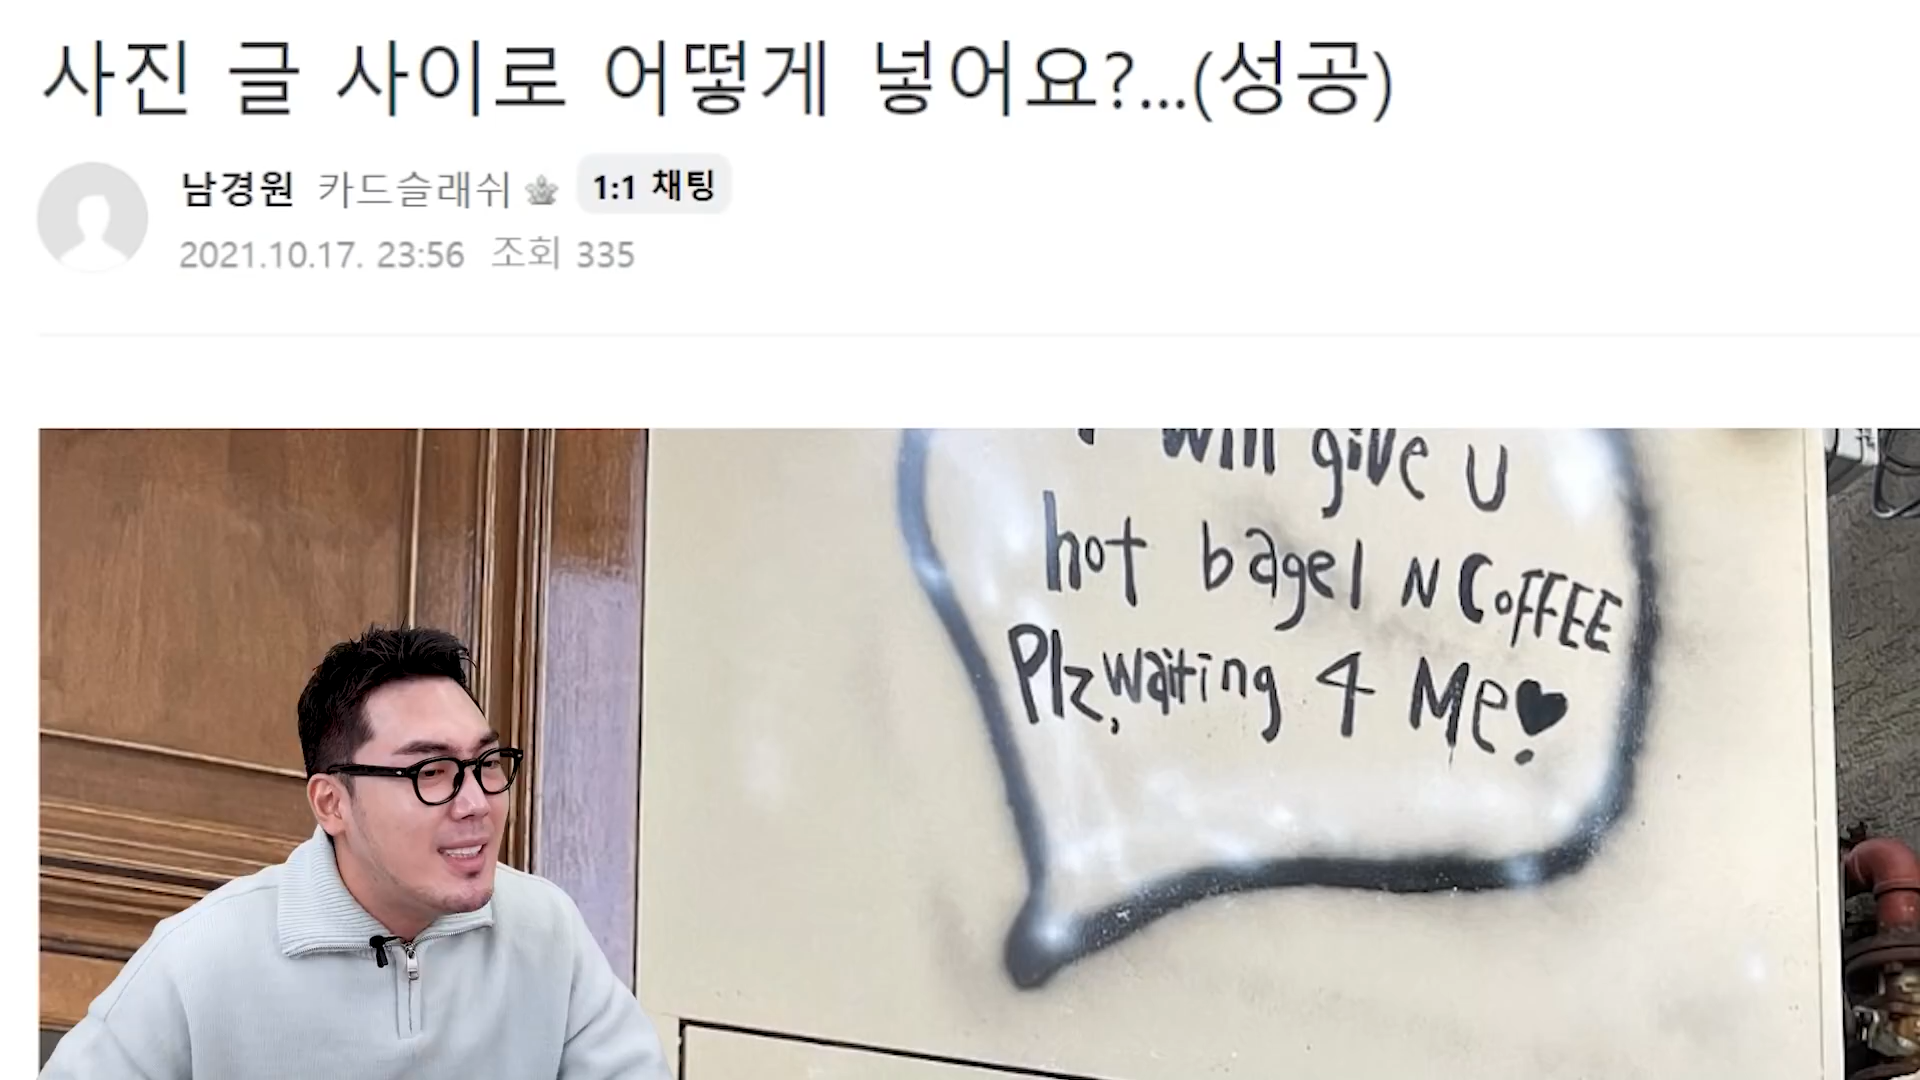 사진 글 사이로 어떻게 넣어요?...(성공)
남경원 카드슬래쉬 1:1 채팅
2021.10.17. 23:56 조회 335
will give U
hot bagel N COFFEE
Plz, Waiting 4 Me